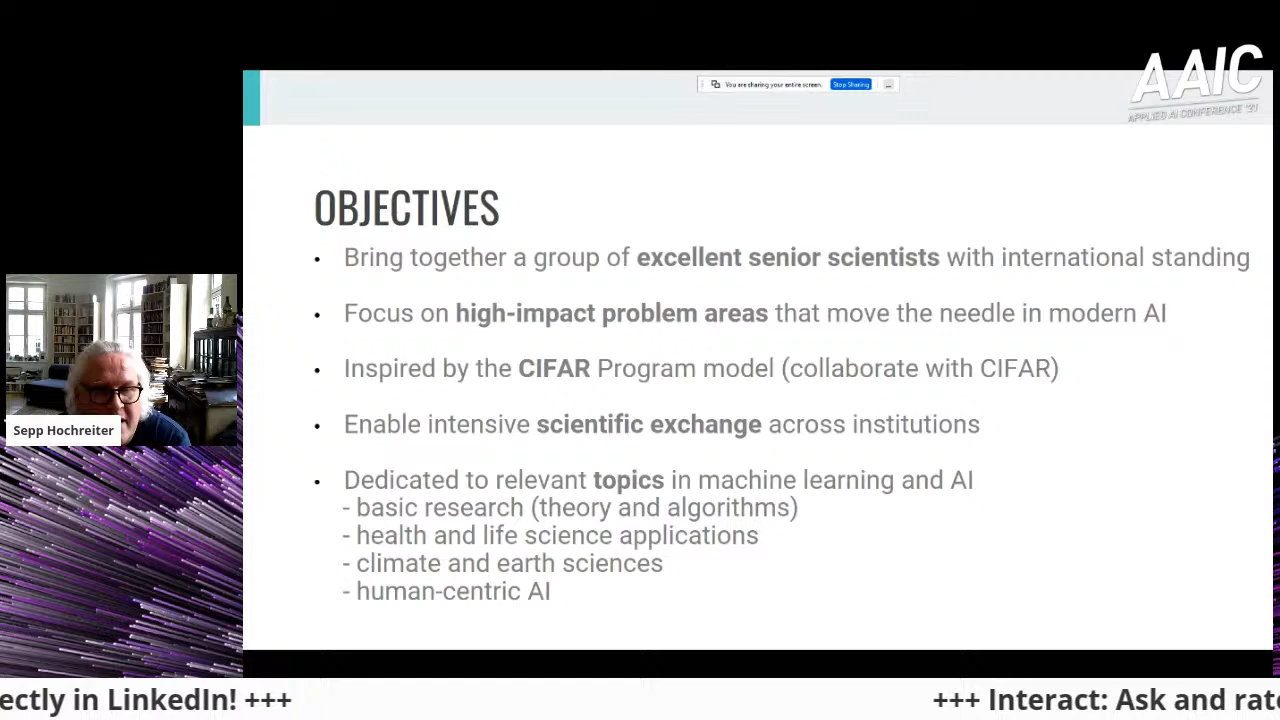 You are sharing your entire screen.
Stop Sharing
AAIC
APPLIED AI CONFERENCE '21
OBJECTIVES
• Bring together a group of excellent senior scientists with international standing
• Focus on high-impact problem areas that move the needle in modern AI
• Inspired by the CIFAR Program model (collaborate with CIFAR)
• Enable intensive scientific exchange across institutions
• Dedicated to relevant topics in machine learning and AI
- basic research (theory and algorithms)
- health and life science applications
- climate and earth sciences
- human-centric AI
Sepp Hochreiter
ectly in LinkedIn! +++ +++ Interact: Ask and rate